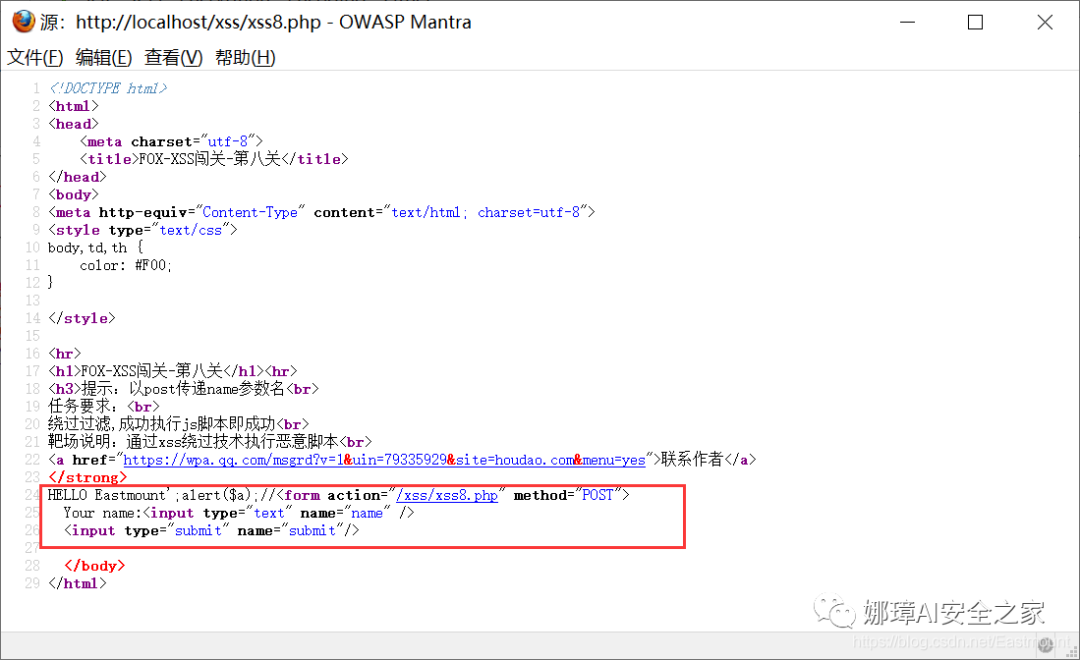 源：http://localhost/xss/xss8.php - OWASP Mantra
文件(F) 编辑(E) 查看(V) 帮助(H)
1 <!DOCTYPE html>
2 <html>
3 <head>
4 <meta charset="utf-8">
5 <title>FOX-XSS闯关-第八关</title>
6 </head>
7 <body>
8 <meta http-equiv="Content-Type" content="text/html; charset=utf-8">
9 <style type="text/css">
10 body,td,th {
11 color: #F00;
12 }
13
14 </style>
15
16 <hr>
17 <h1>FOX-XSS闯关-第八关</h1><hr>
18 <h3>提示：以post传递name参数名<br>
19 任务要求：<br>
20 绕过过滤,成功执行js脚本即成功<br>
21 靶场说明：通过xss绕过技术执行恶意脚本<br>
22 <a href="https://wpa.qq.com/msgrd?v=1&uin=79335929&site=houdao.com&menu=yes">联系作者</a>
23 </strong>
24 HELLO Eastmount';alert($a);//<form action="/xss/xss8.php" method="POST">
25 Your name:<input type="text" name="name" />
26 <input type="submit" name="submit"/>
27
28 </body>
29 </html>
娜璋AI安全之家
https://blog.csdn.net/Eastmount